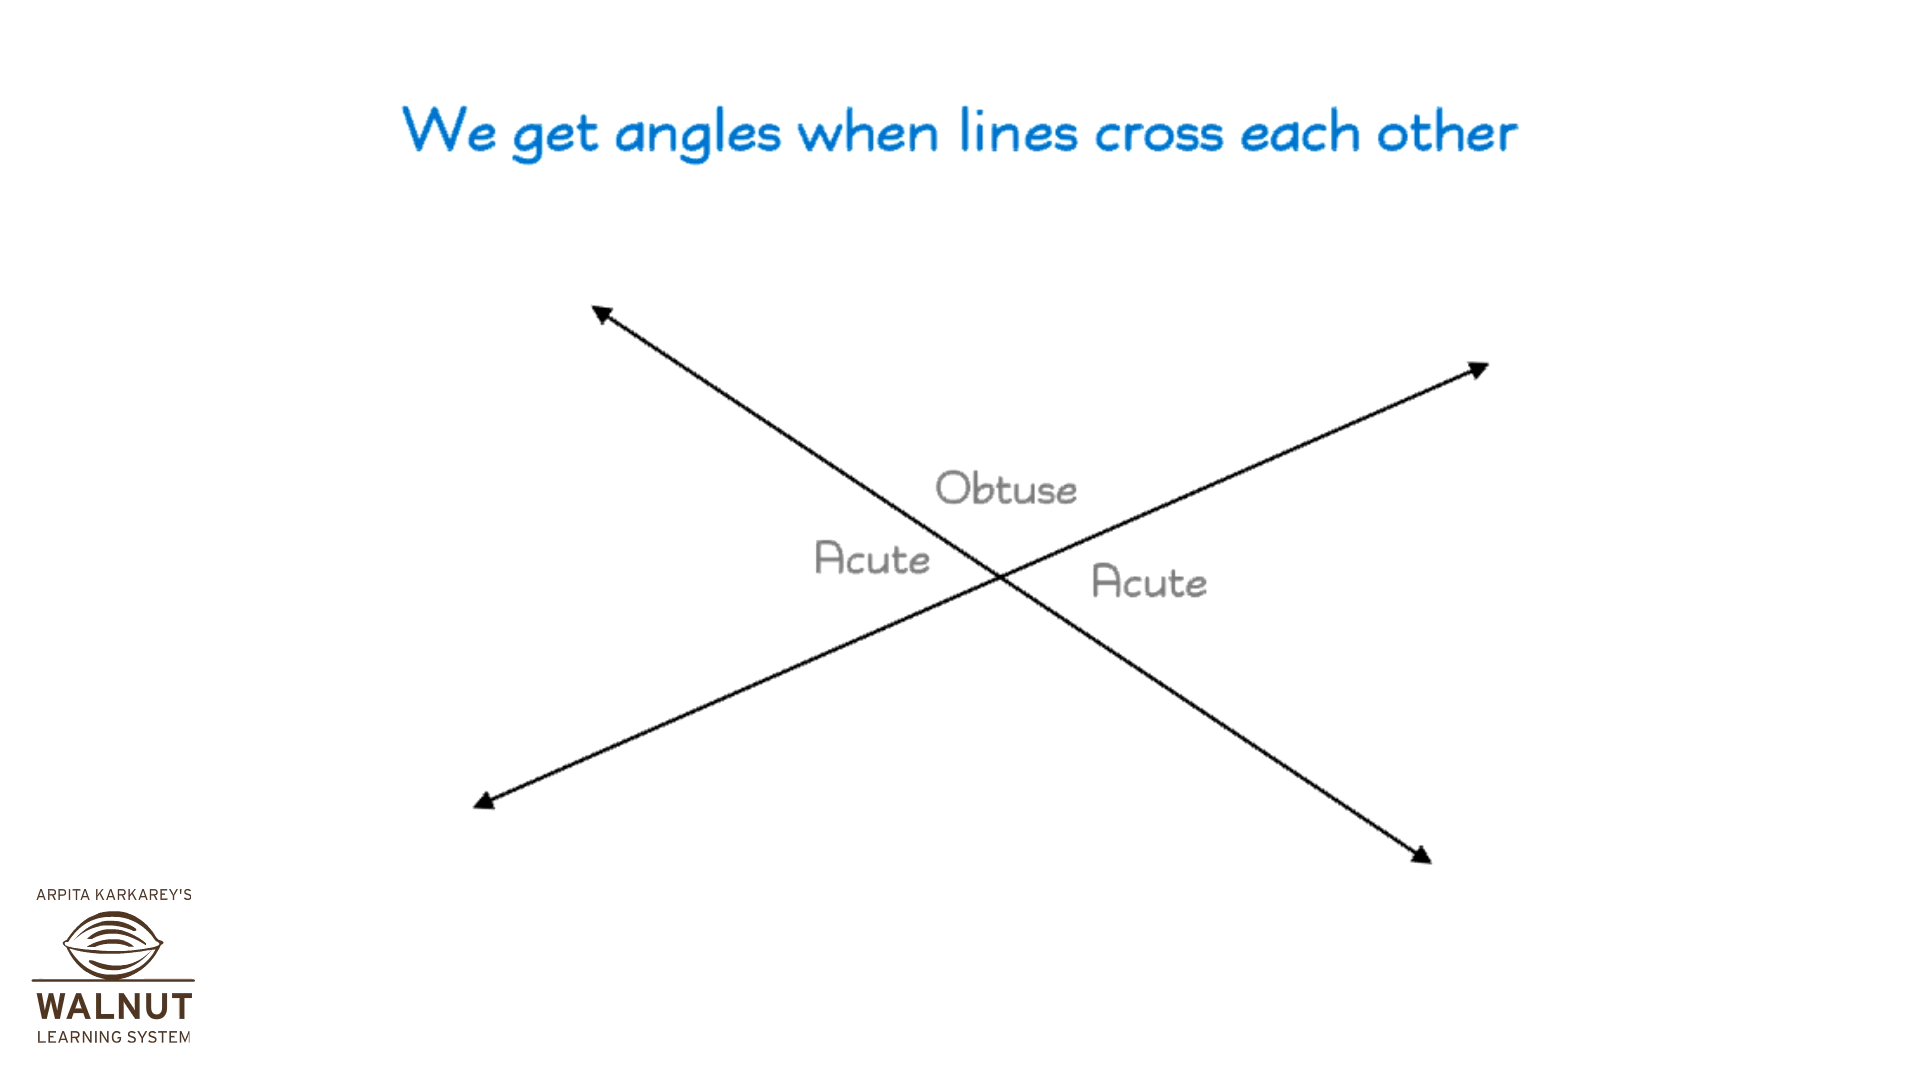 We get angles when lines cross each other
Obtuse
Acute
Acute
ARPITA KARKAREY'S
WALNUT
LEARNING SYSTEM